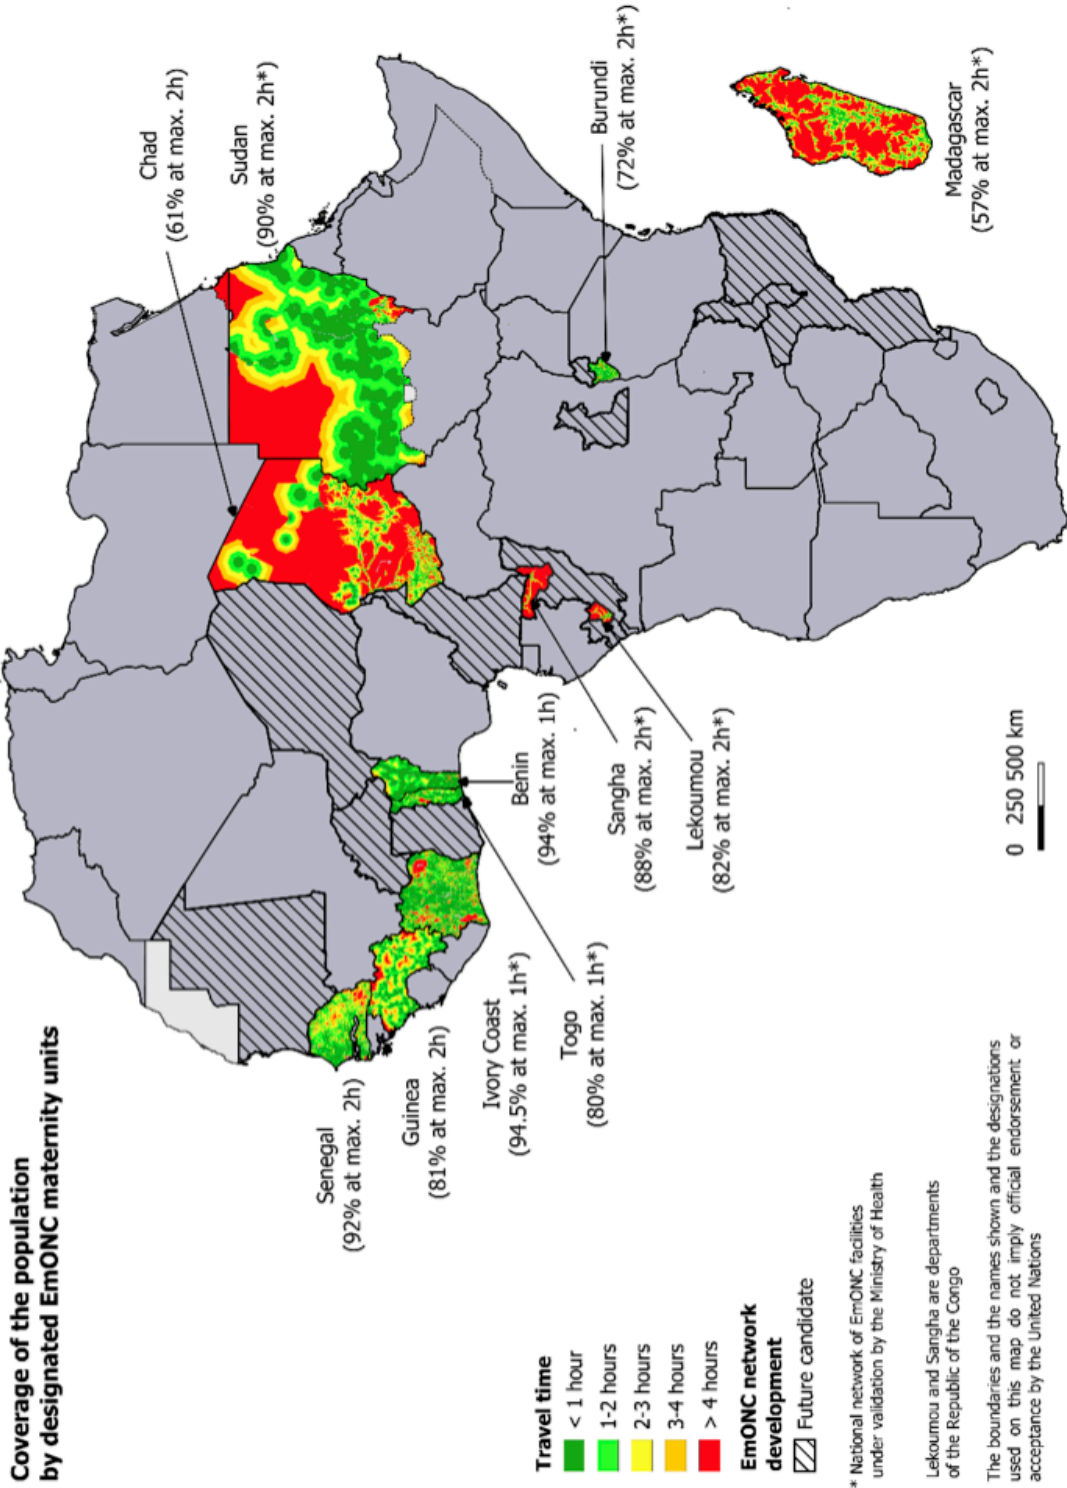 Coverage of the population
by designated EmONC maternity units
Chad
(61% at max. 2h)
Sudan
(90% at max. 2h*)
Burundi
(72% at max. 2h*)
Madagascar
(57% at max. 2h*)
Senegal
(92% at max. 2h)
Guinea
(81% at max. 2h)
Ivory Coast
(94.5% at max. 1h*)
Togo
(80% at max. 1h*)
Benin
(94% at max. 1h)
Sangha
(88% at max. 2h*)
Lekoumou
(82% at max. 2h*)
Travel time
< 1 hour
1-2 hours
2-3 hours
3-4 hours
> 4 hours
EmONC network
development
Future candidate
0 250 500 km
* National network of EmONC facilities
under validation by the Ministry of Health
Lekoumou and Sangha are departments
of the Republic of the Congo
The boundaries and the names shown and the designations
used on this map do not imply official endorsement or
acceptance by the United Nations